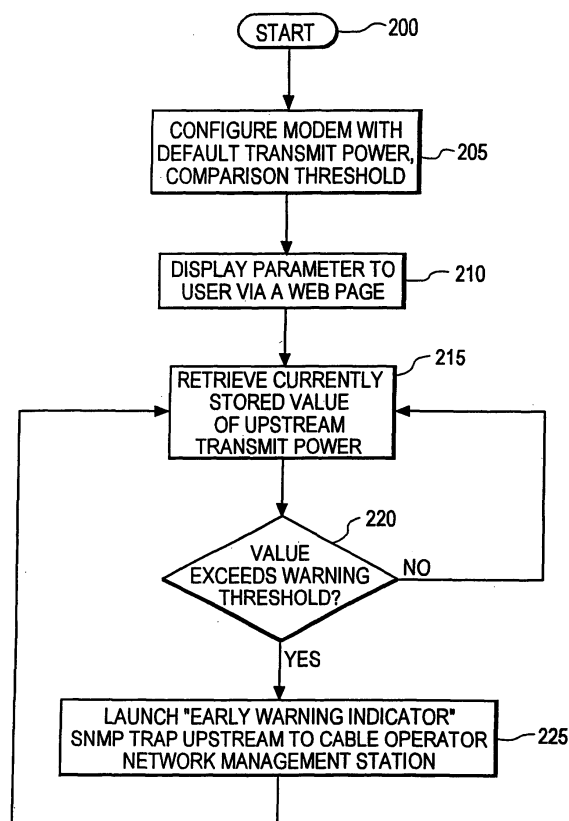 START
200
CONFIGURE MODEM WITH
DEFAULT TRANSMIT POWER,
COMPARISON THRESHOLD
205
DISPLAY PARAMETER TO
USER VIA A WEB PAGE
210
215
RETRIEVE CURRENTLY
STORED VALUE
OF UPSTREAM
TRANSMIT POWER
220
VALUE
EXCEEDS WARNING
THRESHOLD?
NO
YES
LAUNCH "EARLY WARNING INDICATOR"
SNMP TRAP UPSTREAM TO CABLE OPERATOR
NETWORK MANAGEMENT STATION
225